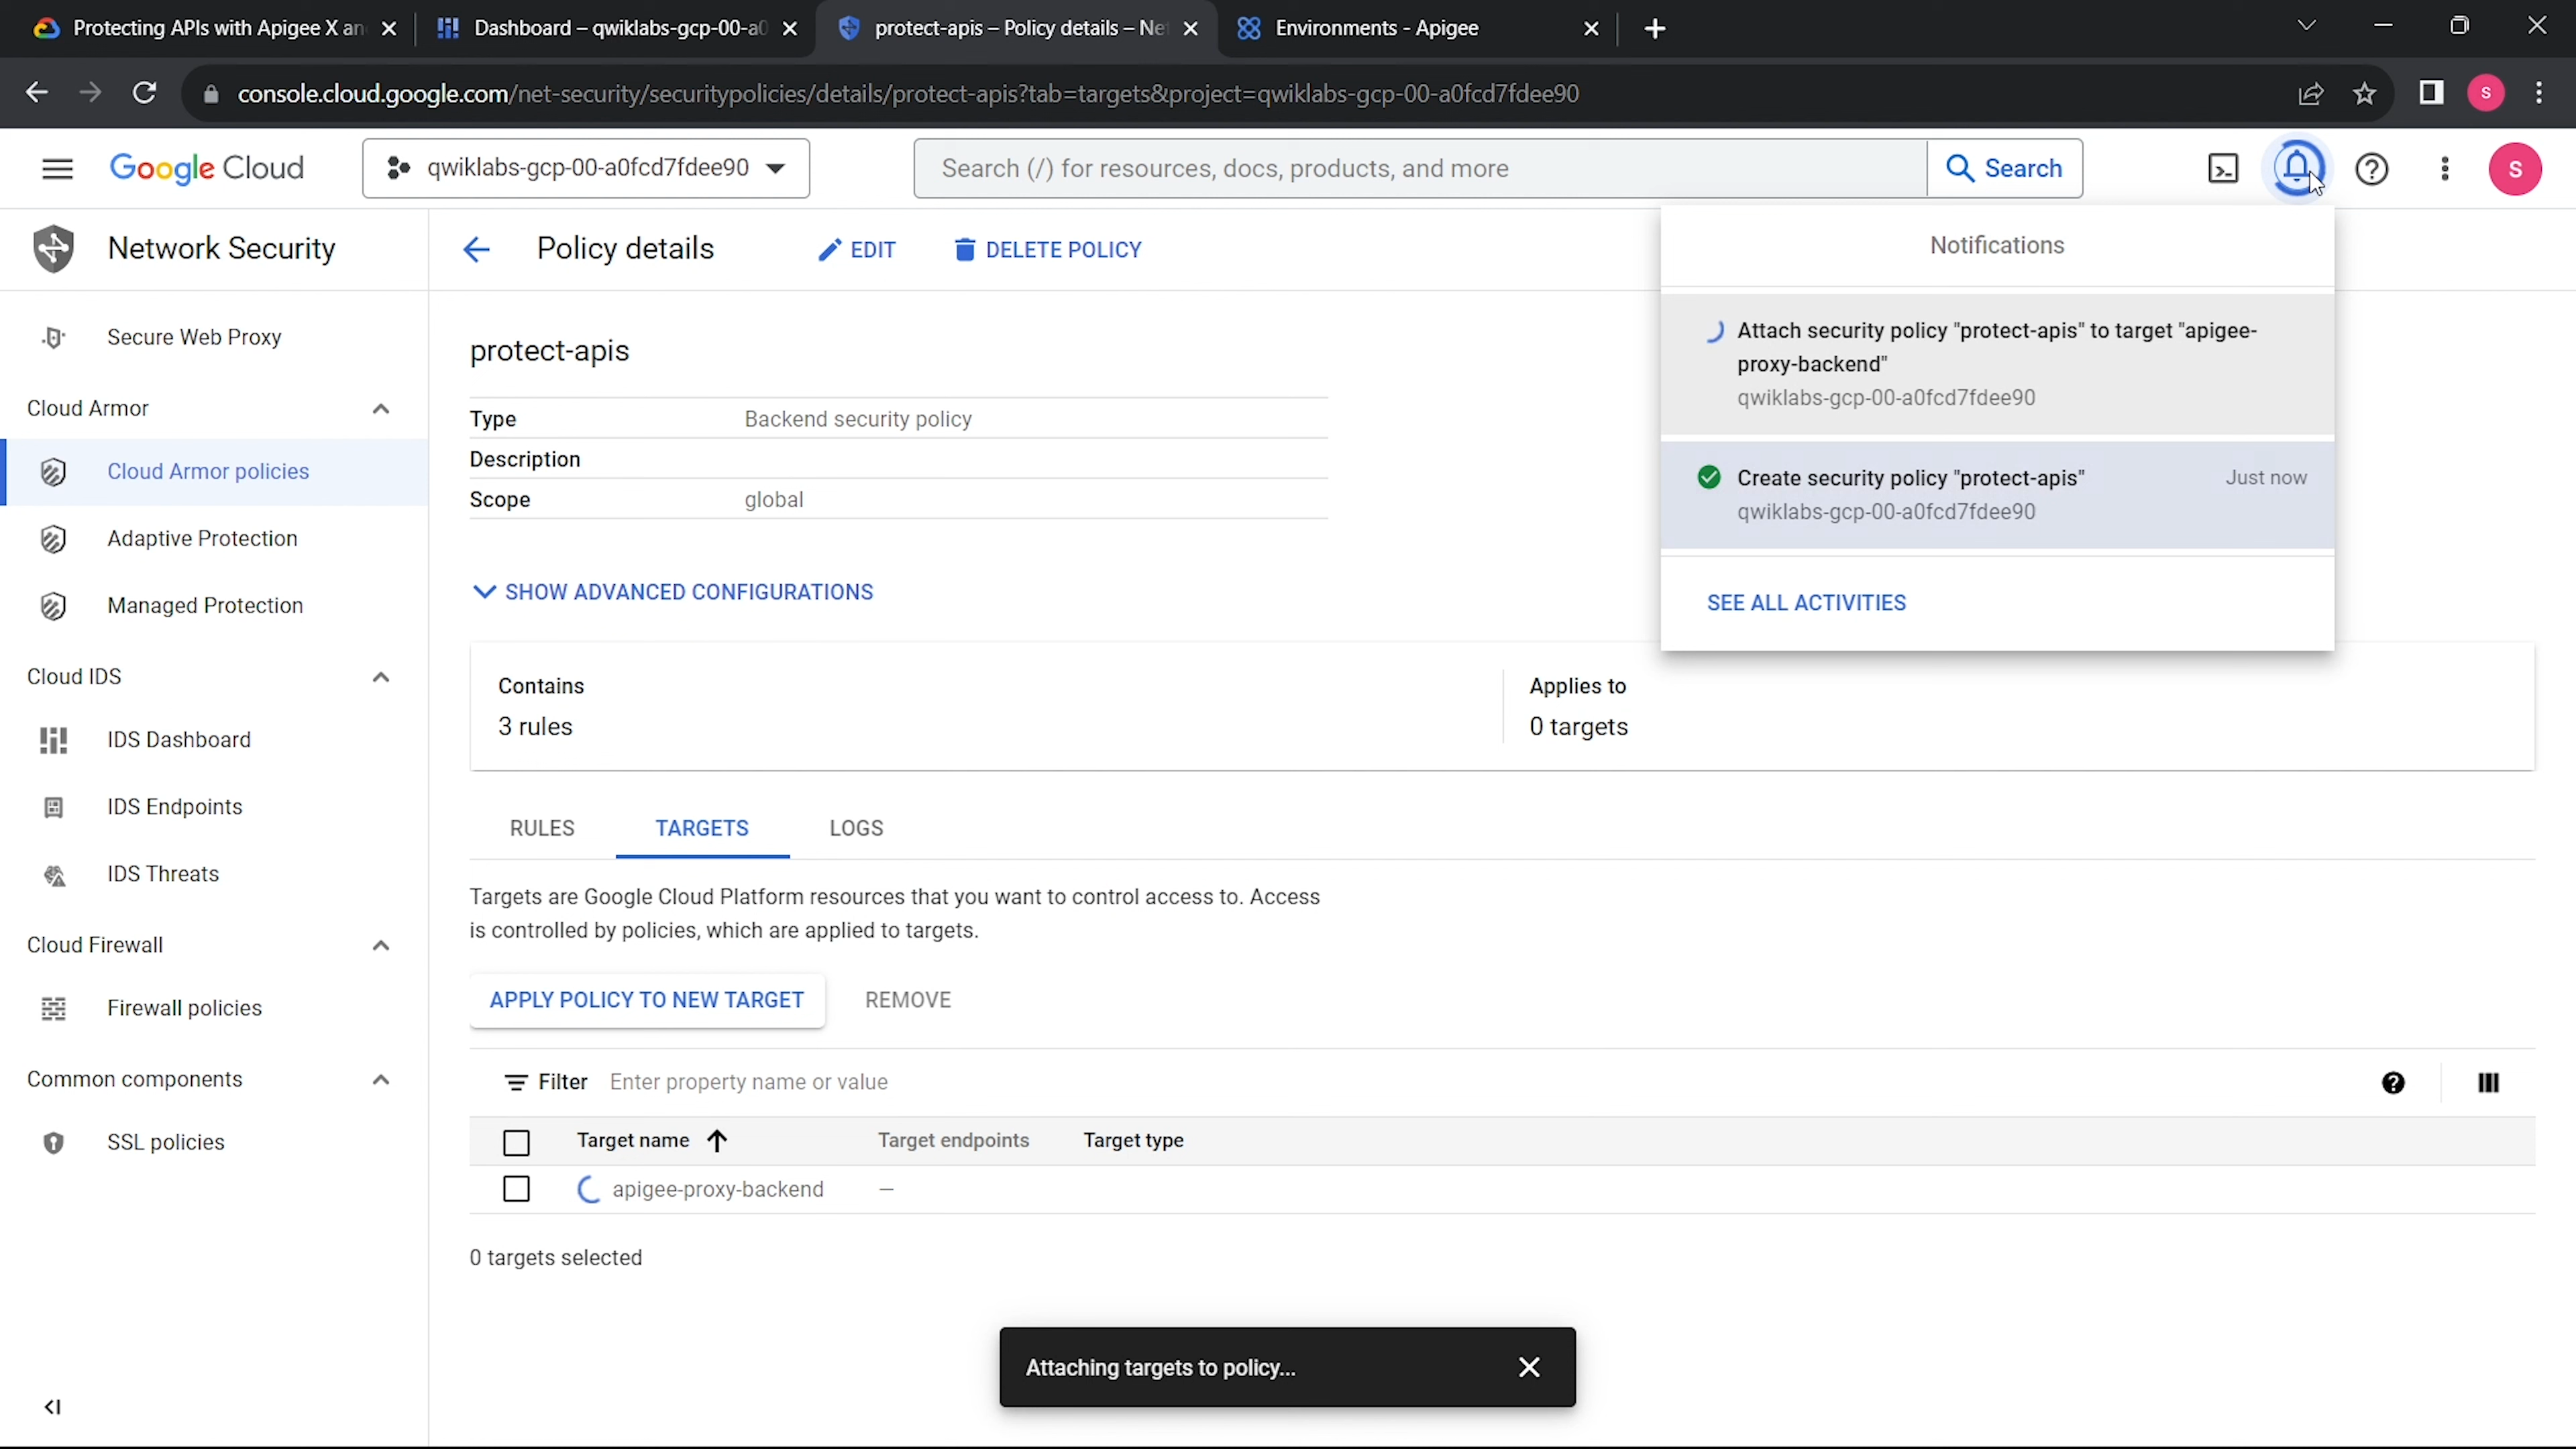 Protecting APIs with Apigee X an
Dashboard – qwiklabs-gcp-00-a0
protect-apis – Policy details – Ne
Environments - Apigee
console.cloud.google.com/net-security/securitypolicies/details/protect-apis?tab=targets&project=qwiklabs-gcp-00-a0fcd7fdee90
S
Google Cloud
qwiklabs-gcp-00-a0fcd7fdee90
Search (/) for resources, docs, products, and more
Search
S
Network Security
Policy details
EDIT
DELETE POLICY
Notifications
Attach security policy "protect-apis" to target "apigee-
proxy-backend"
qwiklabs-gcp-00-a0fcd7fdee90
Create security policy "protect-apis"
Just now
qwiklabs-gcp-00-a0fcd7fdee90
SEE ALL ACTIVITIES
Secure Web Proxy
Cloud Armor
Cloud Armor policies
Adaptive Protection
Managed Protection
Cloud IDS
IDS Dashboard
IDS Endpoints
IDS Threats
Cloud Firewall
Firewall policies
Common components
SSL policies
protect-apis
Type Backend security policy
Description
Scope global
SHOW ADVANCED CONFIGURATIONS
Contains
3 rules
Applies to
0 targets
RULES
TARGETS
LOGS
Targets are Google Cloud Platform resources that you want to control access to. Access
is controlled by policies, which are applied to targets.
APPLY POLICY TO NEW TARGET
REMOVE
Filter Enter property name or value
Target name Target endpoints Target type
apigee-proxy-backend –
0 targets selected
Attaching targets to policy...